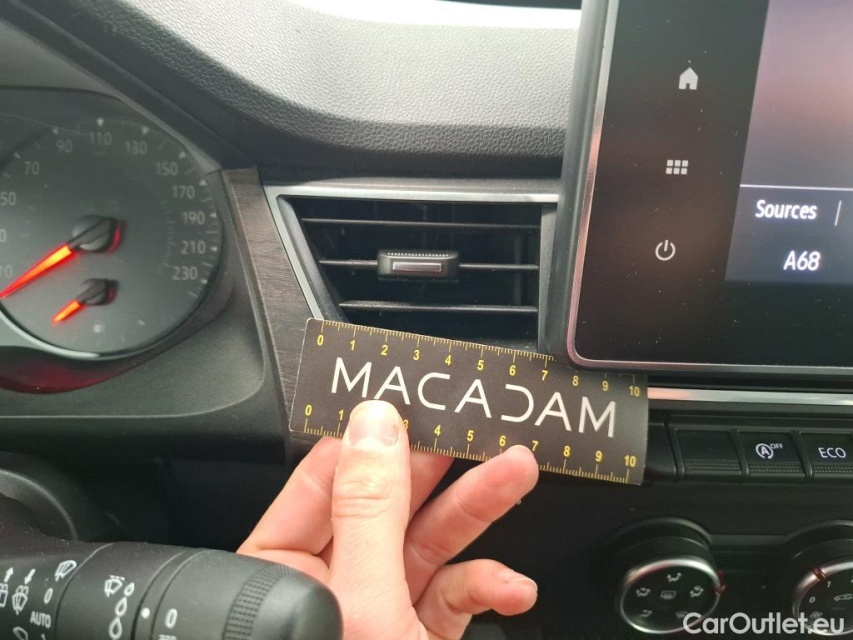 90 110 130
70 150
50 170
190
210
230
Sources
A68
0 1 2 3 4 5 6 7 8 9 10
MACADAM
0 1 3 4 5 6 7 8 9 10
OFF
ECO
AUTO
0
CarOutlet.eu